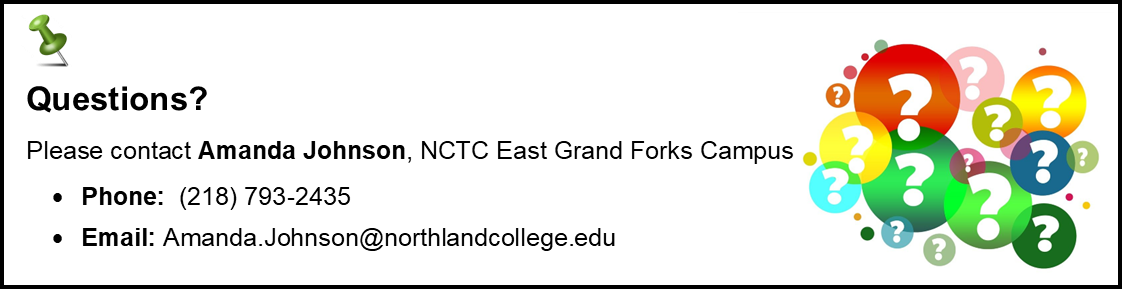 Questions?
Please contact Amanda Johnson, NCTC East Grand Forks Campus
• Phone:  (218) 793-2435
• Email: Amanda.Johnson@northlandcollege.edu
? ? ? ? ? ? ? ? ? ? ? ? ? ?